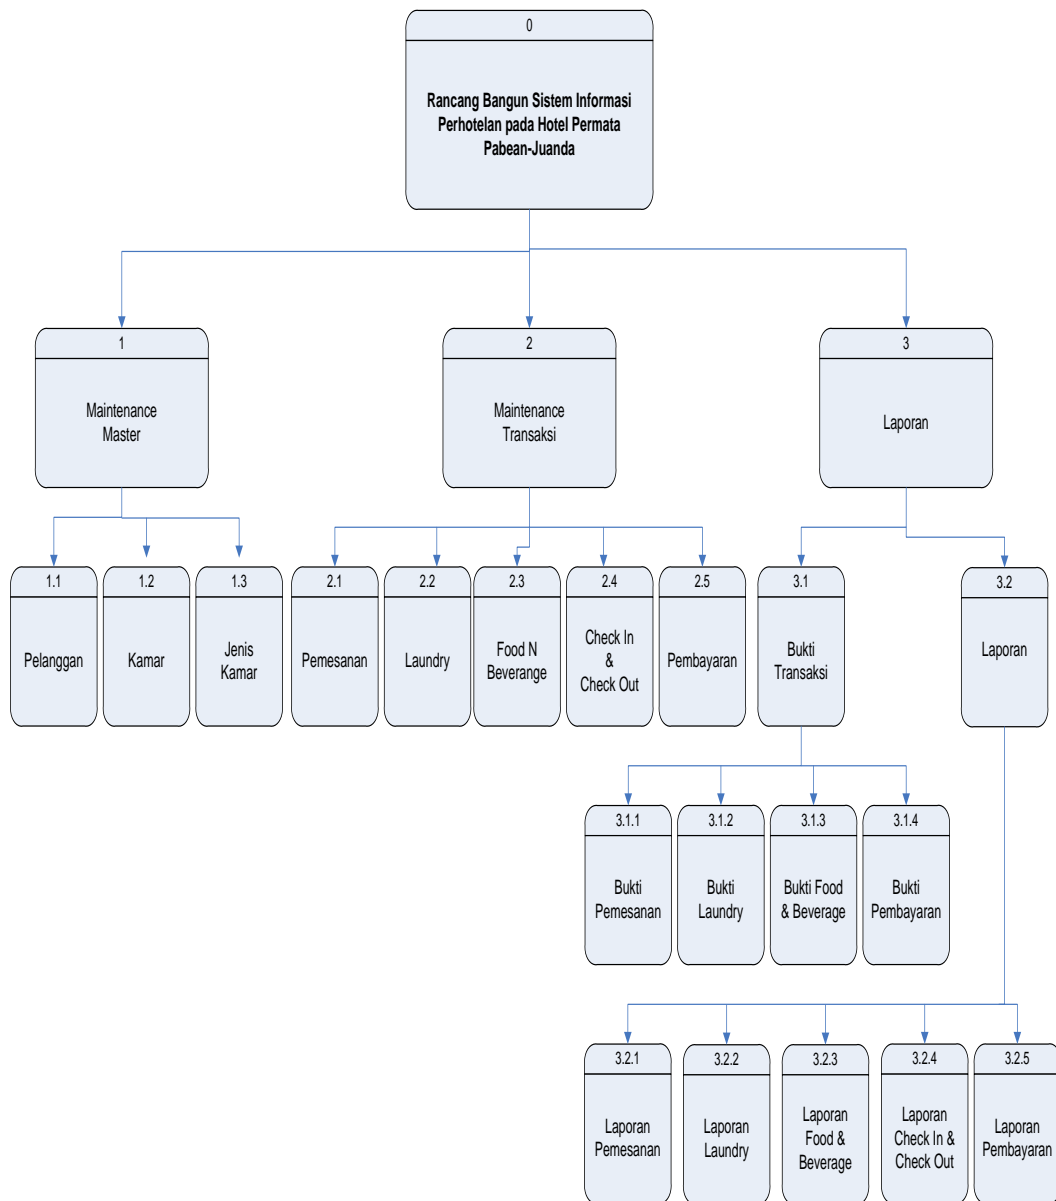 0
Rancang Bangun Sistem Informasi
Perhotelan pada Hotel Permata
Pabean-Juanda
1
Maintenance
Master
2
Maintenance
Transaksi
3
Laporan
1.1
Pelanggan
1.2
Kamar
1.3
Jenis
Kamar
2.1
Pemesanan
2.2
Laundry
2.3
Food N
Beverange
2.4
Check In
&
Check Out
2.5
Pembayaran
3.1
Bukti
Transaksi
3.2
Laporan
3.1.1
Bukti
Pemesanan
3.1.2
Bukti
Laundry
3.1.3
Bukti Food
& Beverage
3.1.4
Bukti
Pembayaran
3.2.1
Laporan
Pemesanan
3.2.2
Laporan
Laundry
3.2.3
Laporan
Food &
Beverage
3.2.4
Laporan
Check In &
Check Out
3.2.5
Laporan
Pembayaran